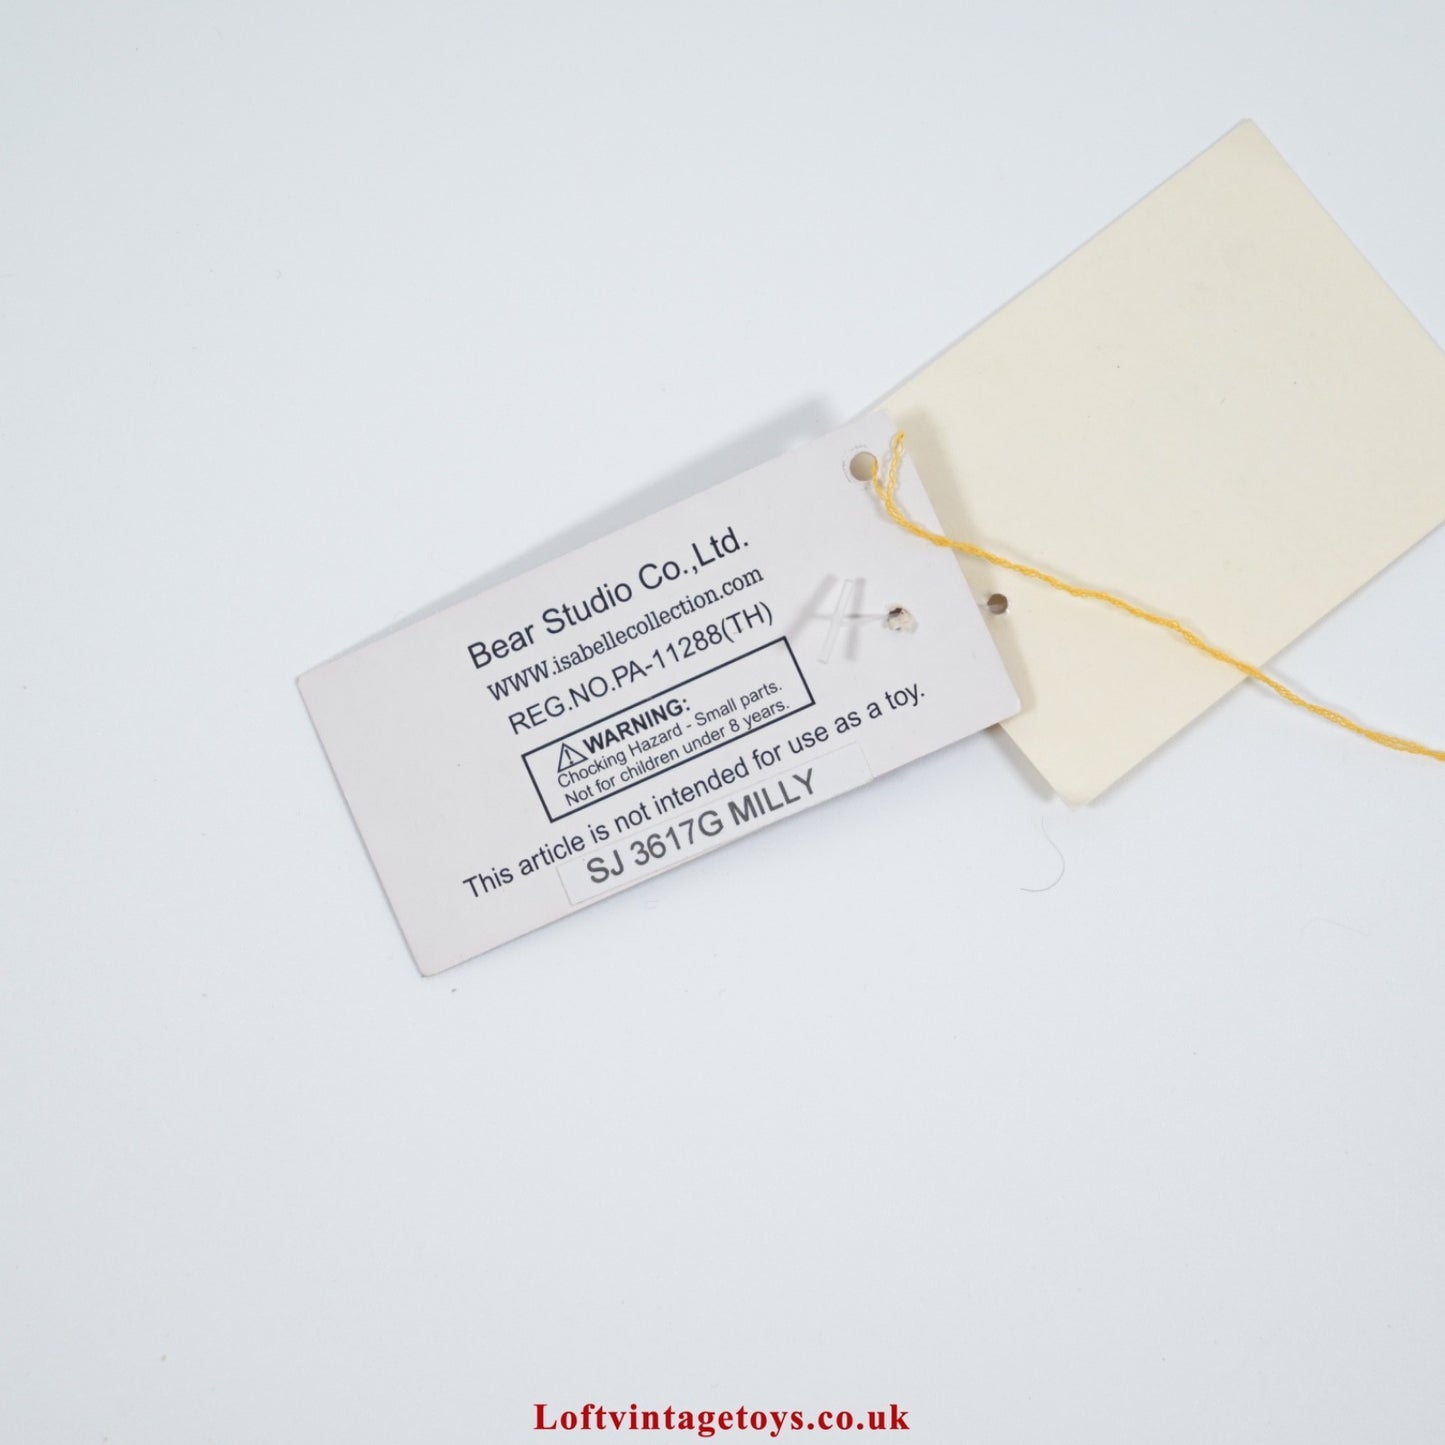 Bear Studio Co.,Ltd.
WWW.isabellecollection.com
REG.NO.PA-11288(TH)
WARNING:
Chocking Hazard - Small parts.
Not for children under 8 years.
This article is not intended for use as a toy.
SJ 3617G MILLY
Loftvintagetoys.co.uk